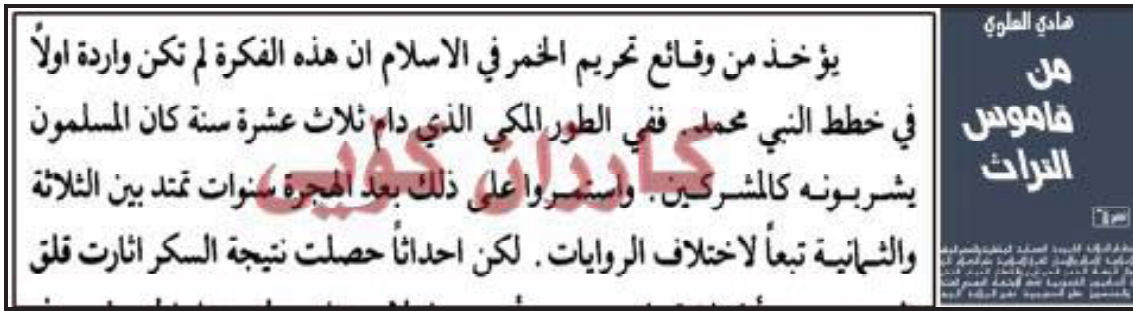 يؤخذ من وقائع تحريم الخمر في الاسلام ان هذه الفكرة لم تكن واردة اولاً
في خطط النبي محمد. ففي الطور المكي الذي دام ثلاث عشرة سنة كان المسلمون
يشربونه كالمشركين. واستمروا على ذلك بعد الهجرة سنوات تمتد بين الثلاثة
والثمانية تبعاً لاختلاف الروايات. لكن احداثاً حصلت نتيجة السكر اثارت قلق
كارزان كويى
هادي العلوي
من
قاموس
التراث